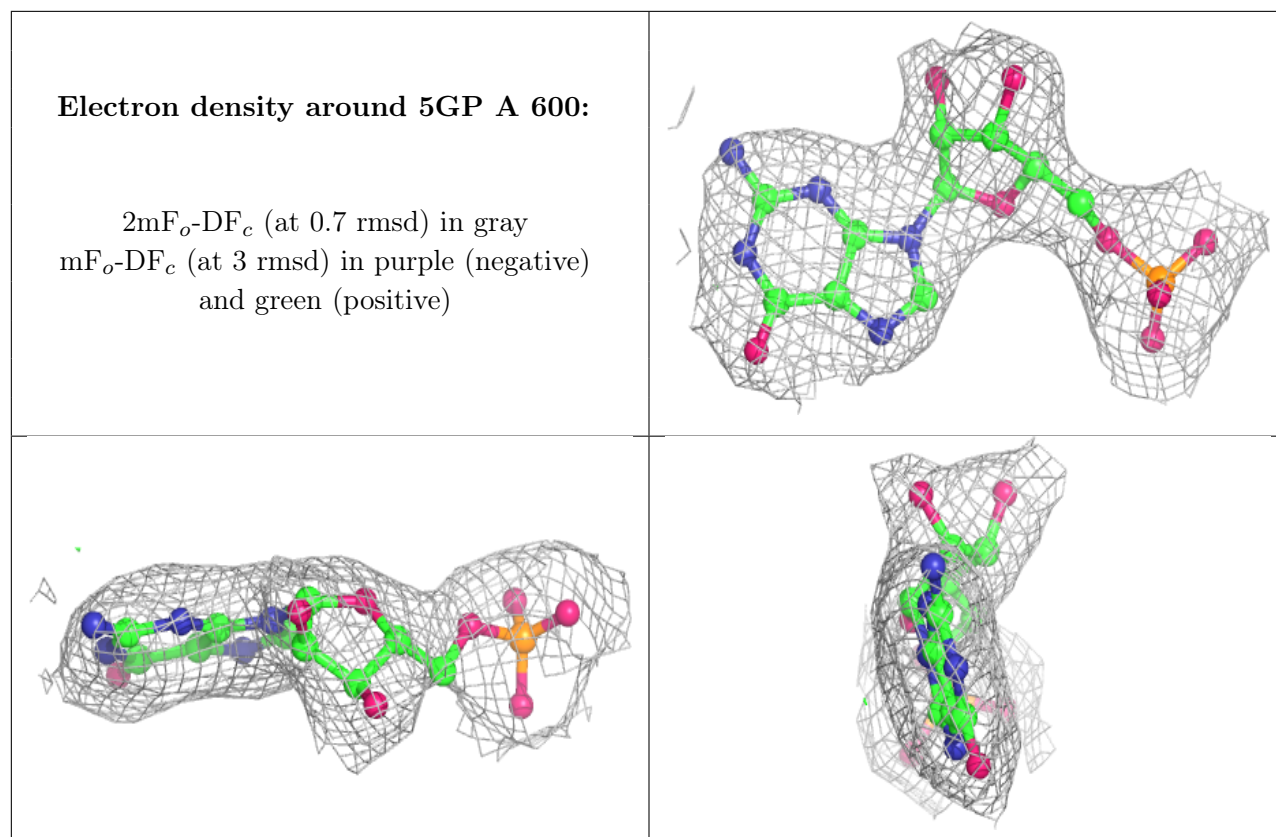 Electron density around 5GP A 600:
2mFo-DFc (at 0.7 rmsd) in gray
mFo-DFc (at 3 rmsd) in purple (negative)
and green (positive)